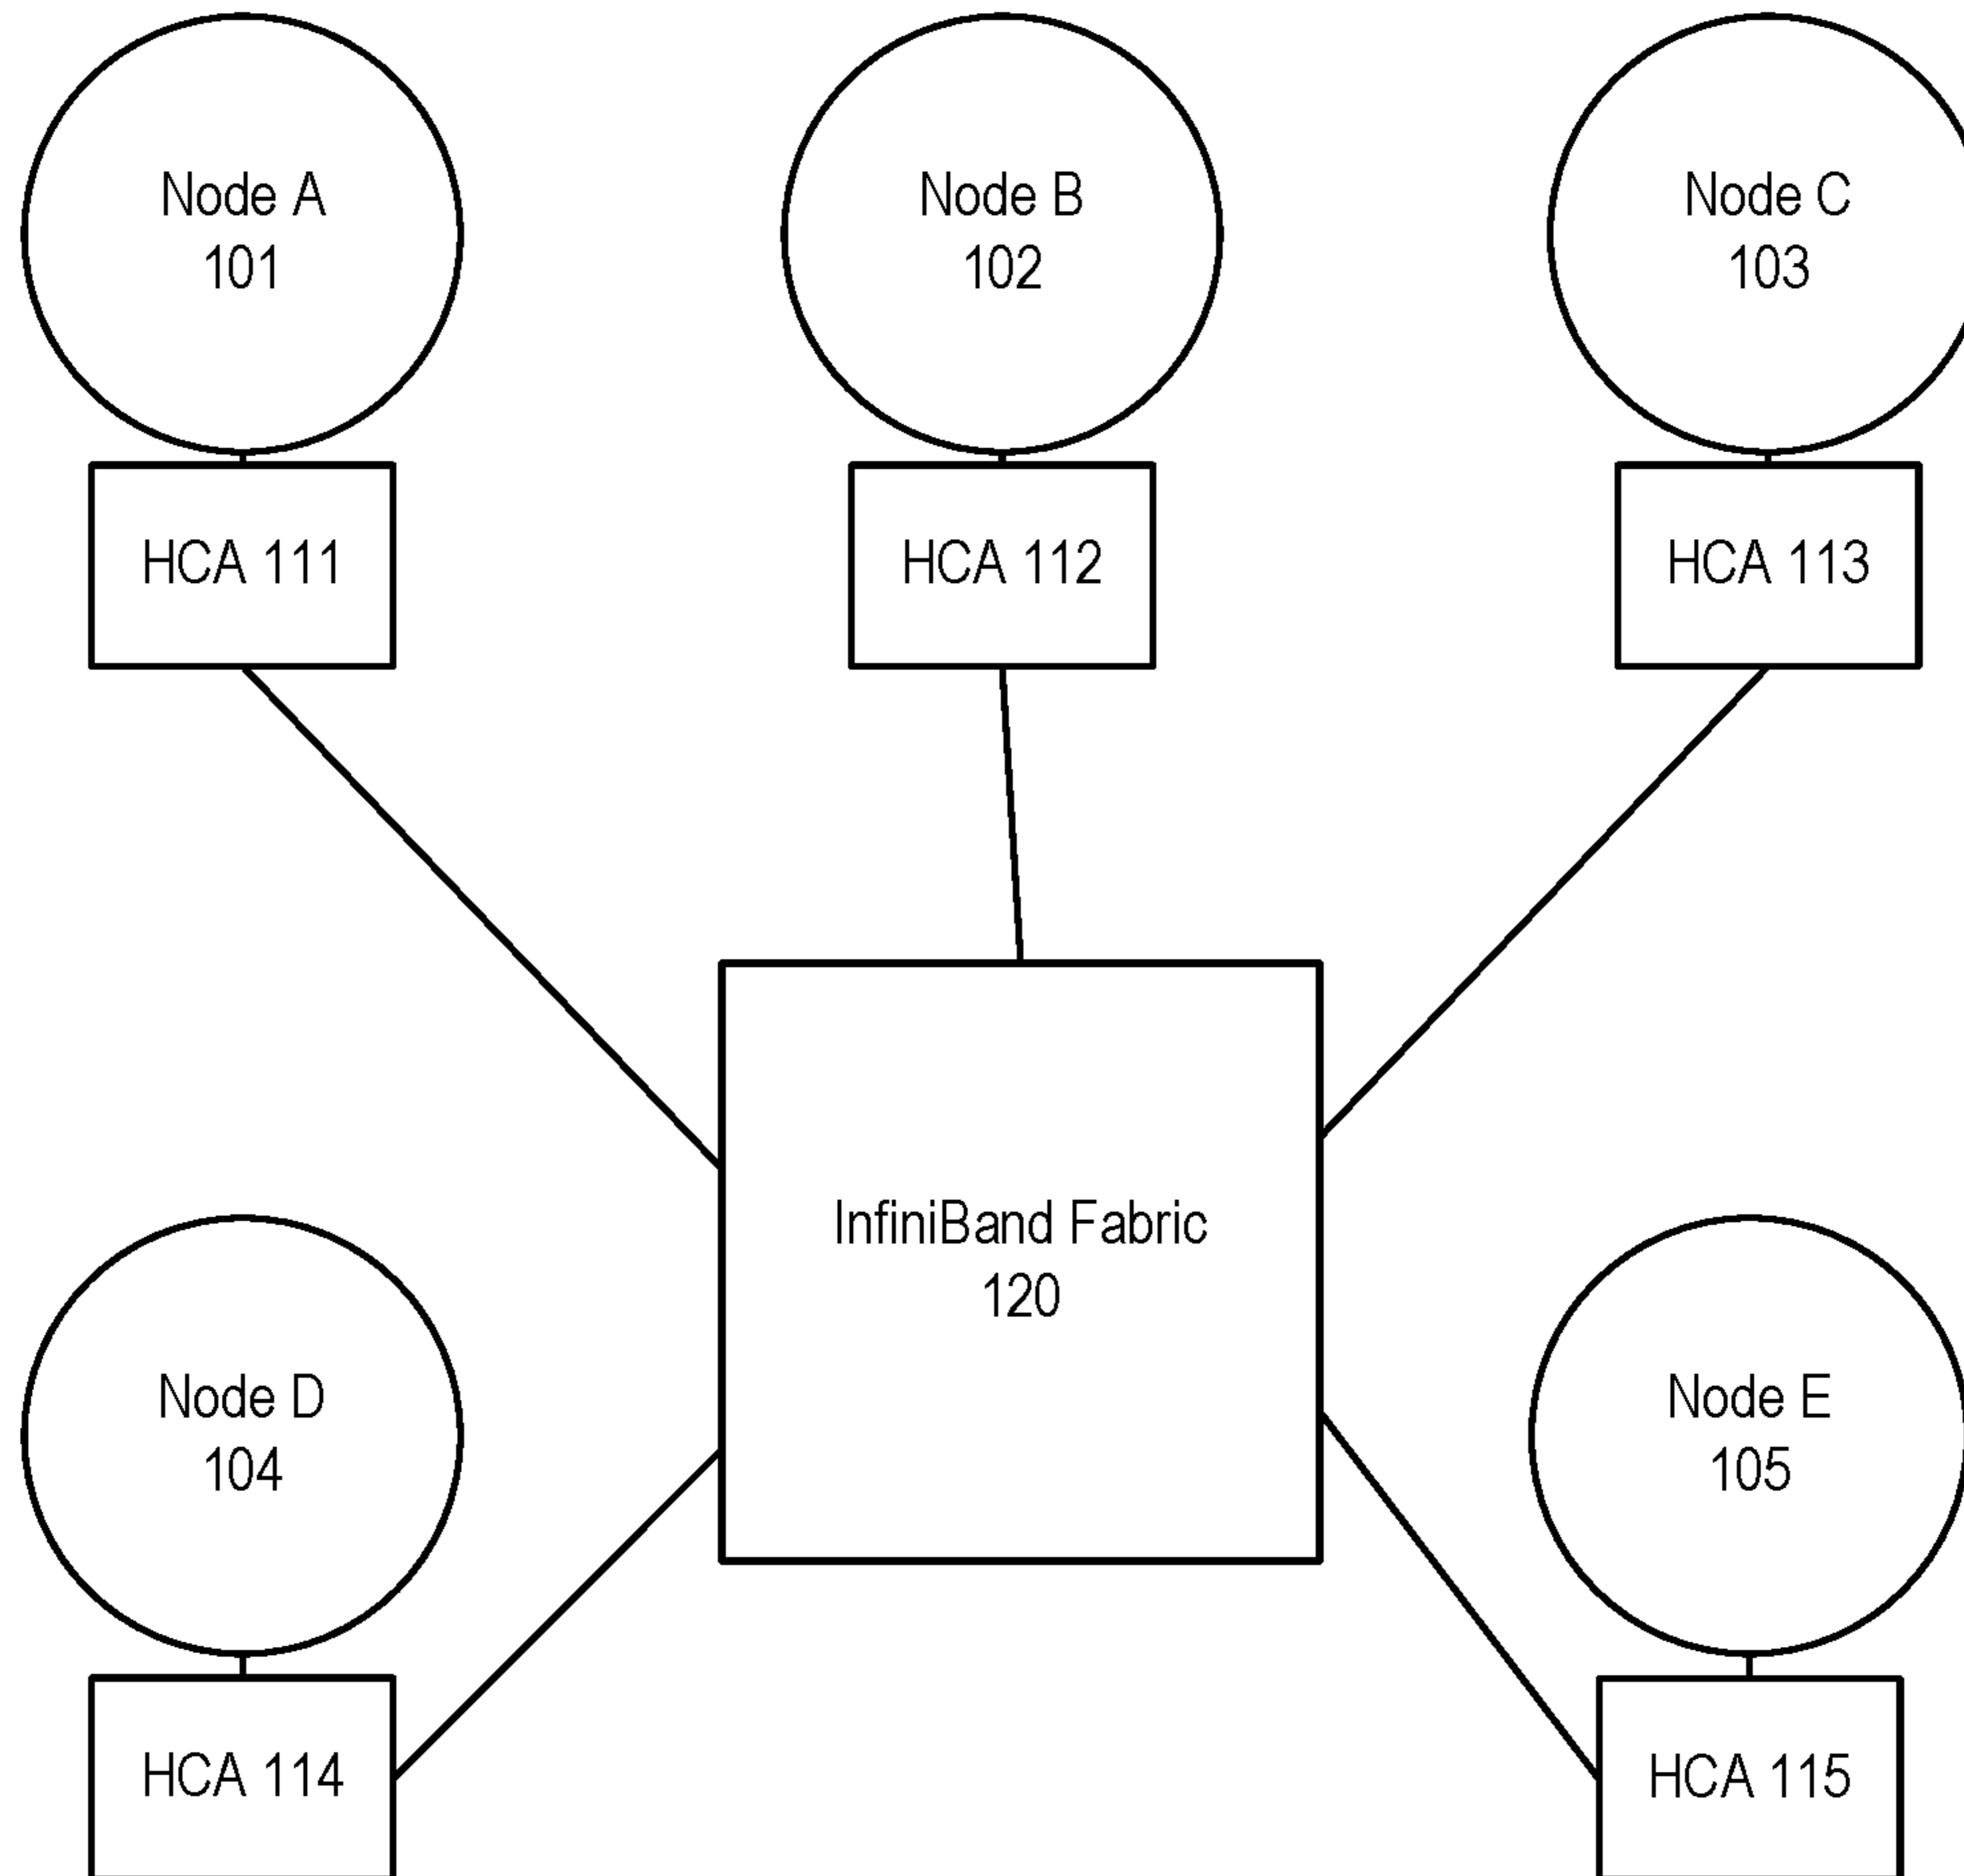 Node A
101
Node B
102
Node C
103
HCA 111
HCA 112
HCA 113
InfiniBand Fabric
120
Node D
104
Node E
105
HCA 114
HCA 115